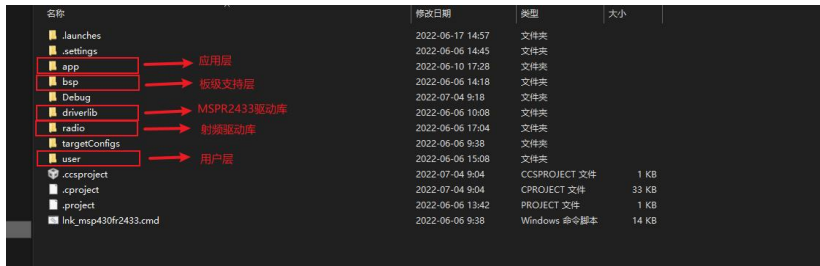 名称 修改日期 类型 大小
.launches 2022-06-17 14:57 文件夹
.settings 2022-06-06 14:45 文件夹
app 应用层 2022-06-10 17:28 文件夹
bsp 板级支持层 2022-06-06 14:18 文件夹
Debug 2022-07-04 9:18 文件夹
driverlib MSPR2433驱动库 2022-06-06 10:08 文件夹
radio 射频驱动库 2022-06-06 17:04 文件夹
targetConfigs 2022-06-06 9:38 文件夹
user 用户层 2022-06-06 15:08 文件夹
.ccsproject 2022-07-04 9:04 CCSPROJECT 文件 1 KB
.cproject 2022-07-04 9:04 CPROJECT 文件 33 KB
.project 2022-06-06 13:42 PROJECT 文件 1 KB
lnk_msp430fr2433.cmd 2022-06-06 9:38 Windows 命令脚本 14 KB